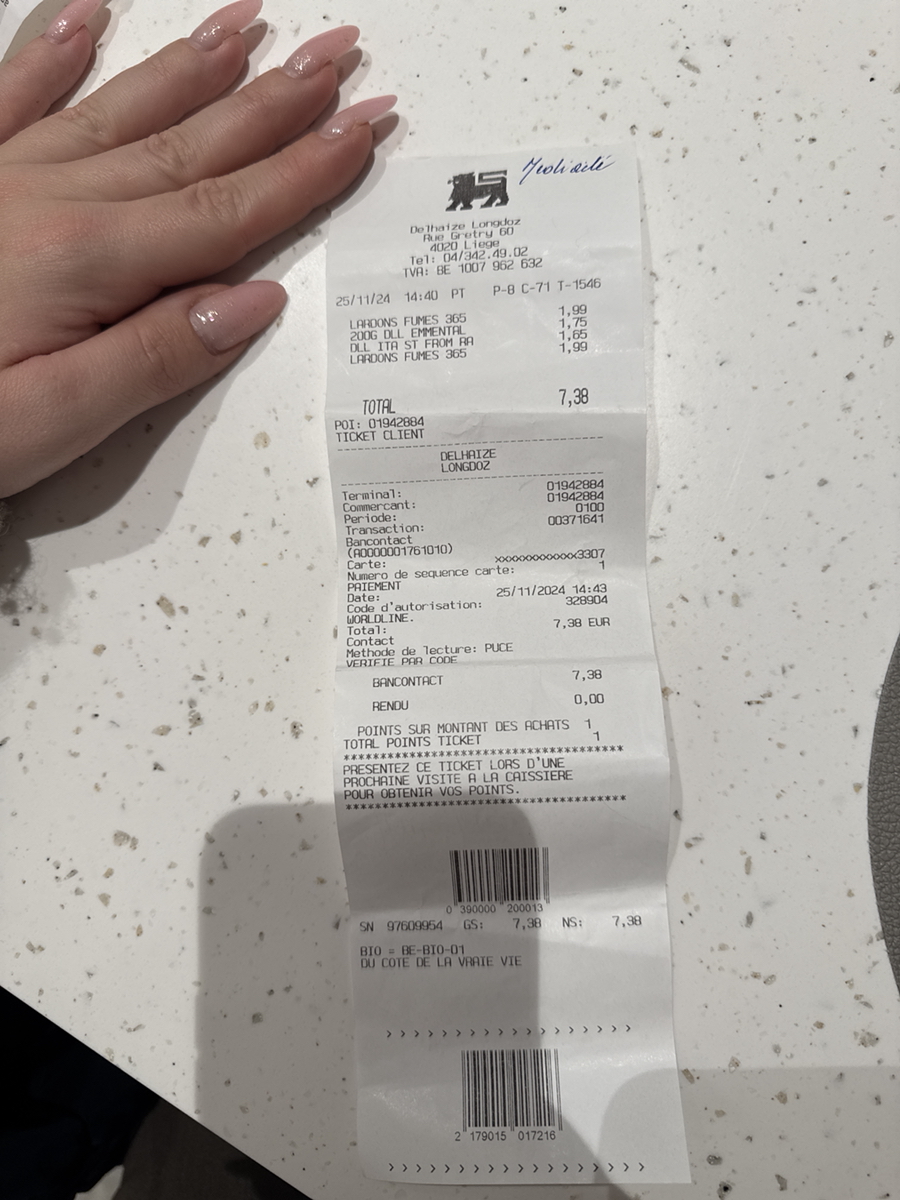 Delhaize Longdoz
Rue Gretry 60
4020 Liege
Tel: 04/342.49.02
TVA: BE 1007 962 632
25/11/24 14:40 PT P-8 C-71 T-1546
LARDONS FUMES 365 1,99
200G DLL EMMENTAL 1,75
DLL ITA ST FROM RA 1,65
LARDONS FUMES 365 1,99
TOTAL 7,38
POI: 01942884
TICKET CLIENT
--------------------------------------
DELHAIZE
LONGDOZ
--------------------------------------
Terminal: 01942884
Commercant: 01942884
Periode: 0100
Transaction: 00371641
Bancontact
(A0000001761010)
Carte: xxxxxxxxxxxx3307
Numero de sequence carte: 1
PAIEMENT
Date: 25/11/2024 14:43
Code d'autorisation: 328904
WORLDLINE.
Total: 7,38 EUR
Contact
Methode de lecture: PUCE
VERIFIE PAR CODE
BANCONTACT 7,38
RENDU 0,00
POINTS SUR MONTANT DES ACHATS 1
TOTAL POINTS TICKET 1
**************************************
PRESENTEZ CE TICKET LORS D'UNE
PROCHAINE VISITE A LA CAISSIERE
POUR OBTENIR VOS POINTS.
**************************************
0 390000 200013
SN 97609954 GS: 7,38 NS: 7,38
BIO = BE-BIO-01
DU COTE DE LA VRAIE VIE
> > > > > > > > > > > > > > > > > >
2 179015 017216
> > > > > > > > > > > > > > > > > > >